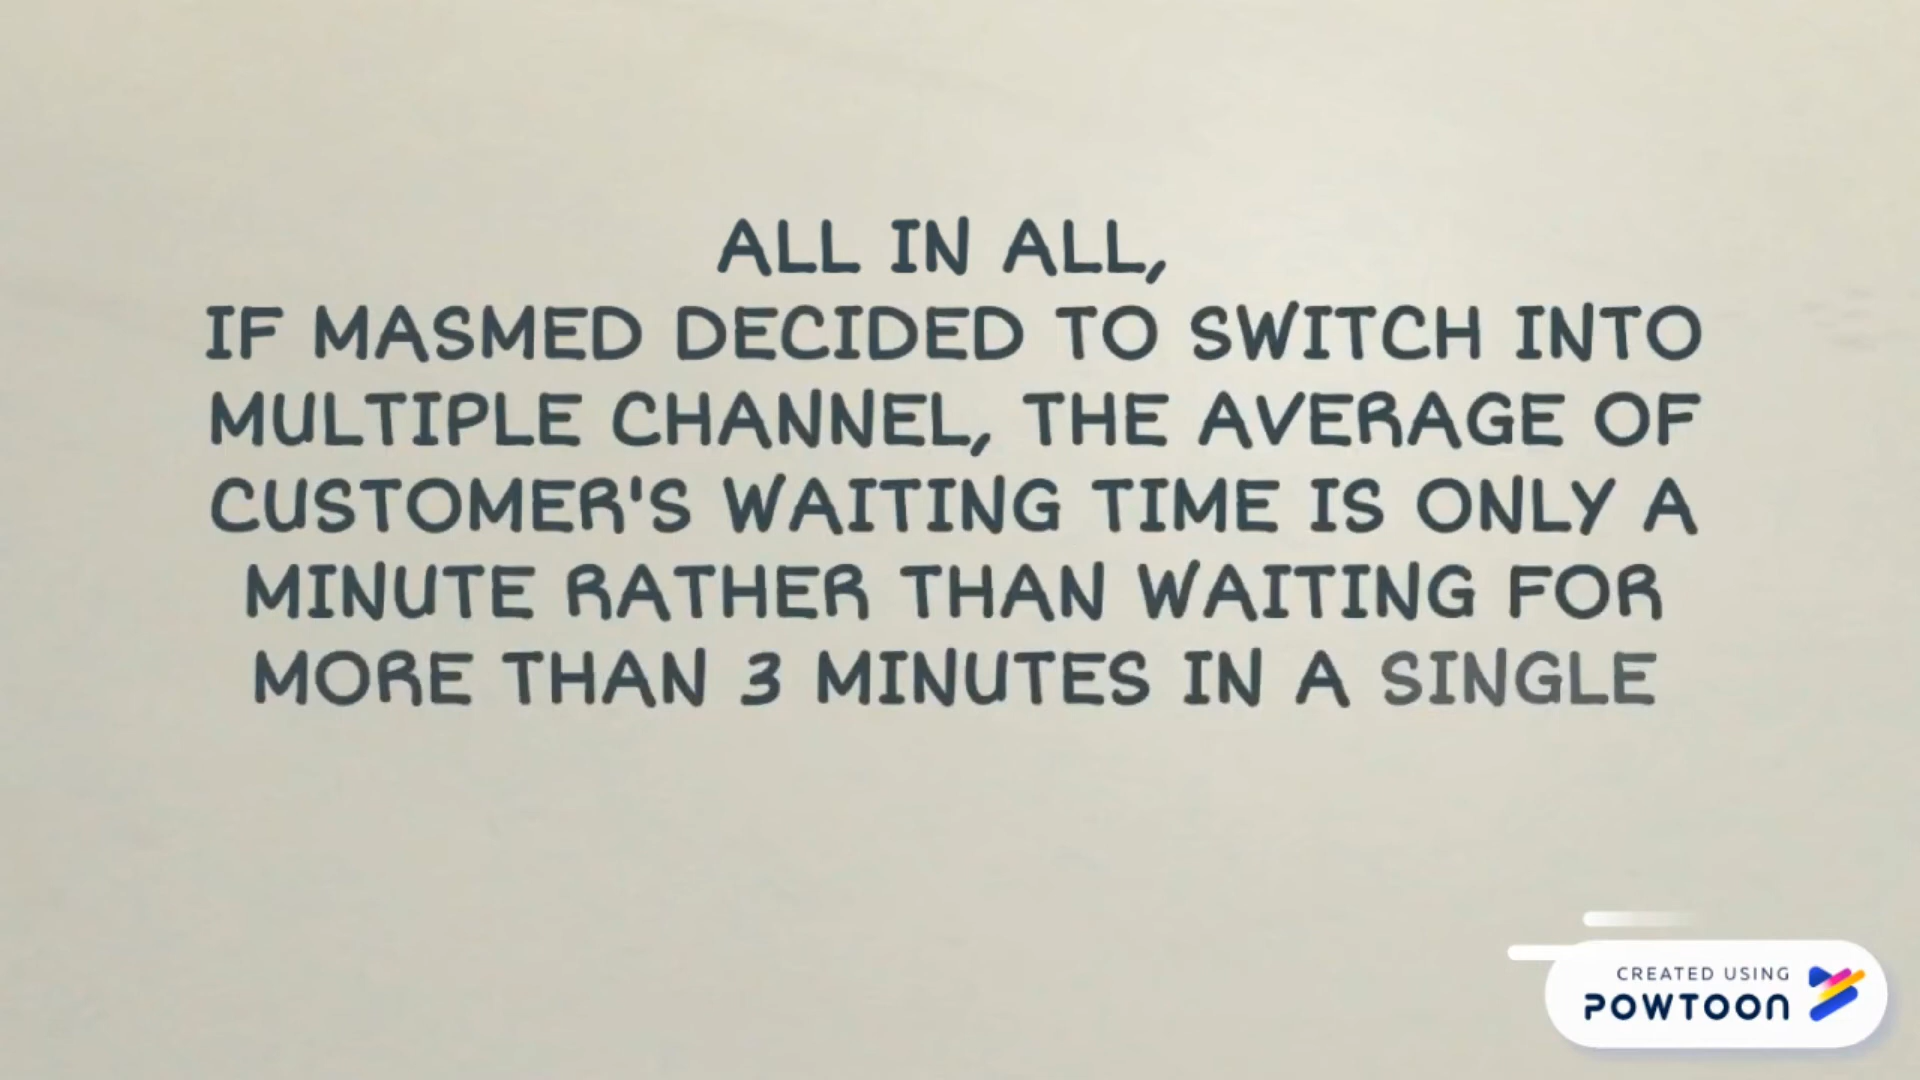 ALL IN ALL,
IF MASMED DECIDED TO SWITCH INTO
MULTIPLE CHANNEL, THE AVERAGE OF
CUSTOMER'S WAITING TIME IS ONLY A
MINUTE RATHER THAN WAITING FOR
MORE THAN 3 MINUTES IN A SINGLE
CREATED USING
POWTOON